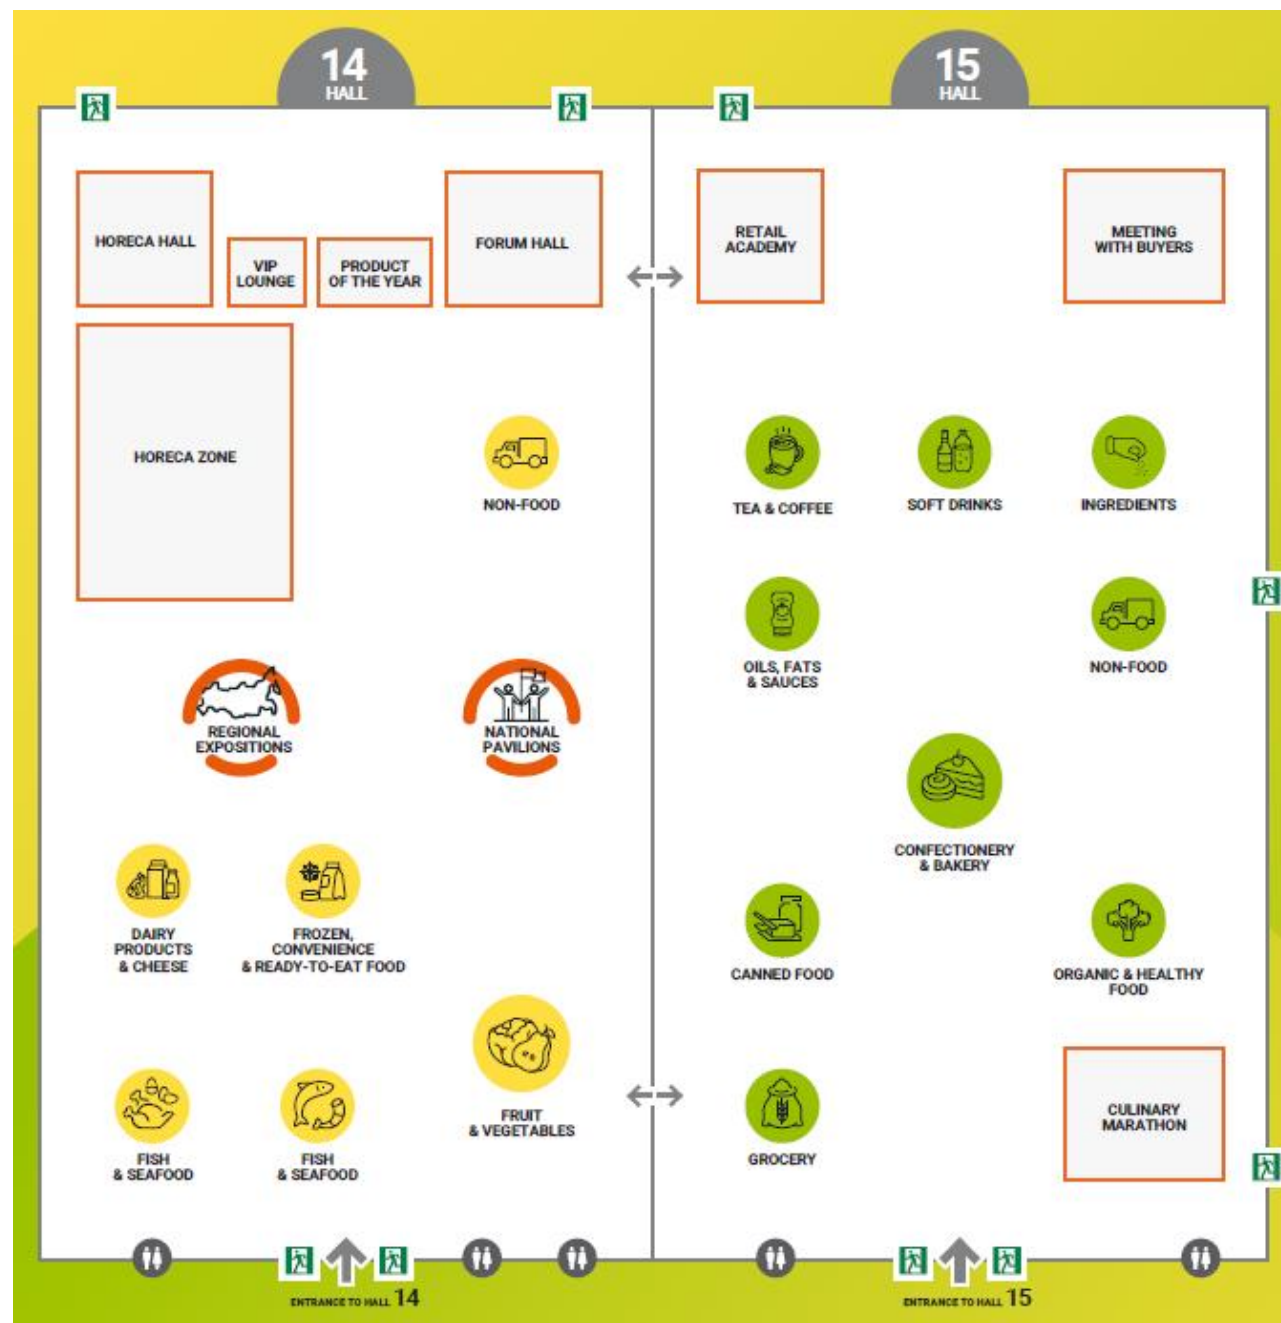 14
HALL
15
HALL
HORECA HALL
VIP
LOUNGE
PRODUCT
OF THE YEAR
FORUM HALL
RETAIL
ACADEMY
MEETING
WITH BUYERS
HORECA ZONE
NON-FOOD
TEA & COFFEE
SOFT DRINKS
INGREDIENTS
OILS, FATS
& SAUCES
NON-FOOD
REGIONAL
EXPOSITIONS
NATIONAL
PAVILIONS
CONFECTIONERY
& BAKERY
DAIRY
PRODUCTS
& CHEESE
FROZEN,
CONVENIENCE
& READY-TO-EAT FOOD
CANNED FOOD
ORGANIC & HEALTHY
FOOD
FRUIT
& VEGETABLES
CULINARY
MARATHON
FISH
& SEAFOOD
FISH
& SEAFOOD
GROCERY
ENTRANCE TO HALL 14
ENTRANCE TO HALL 15